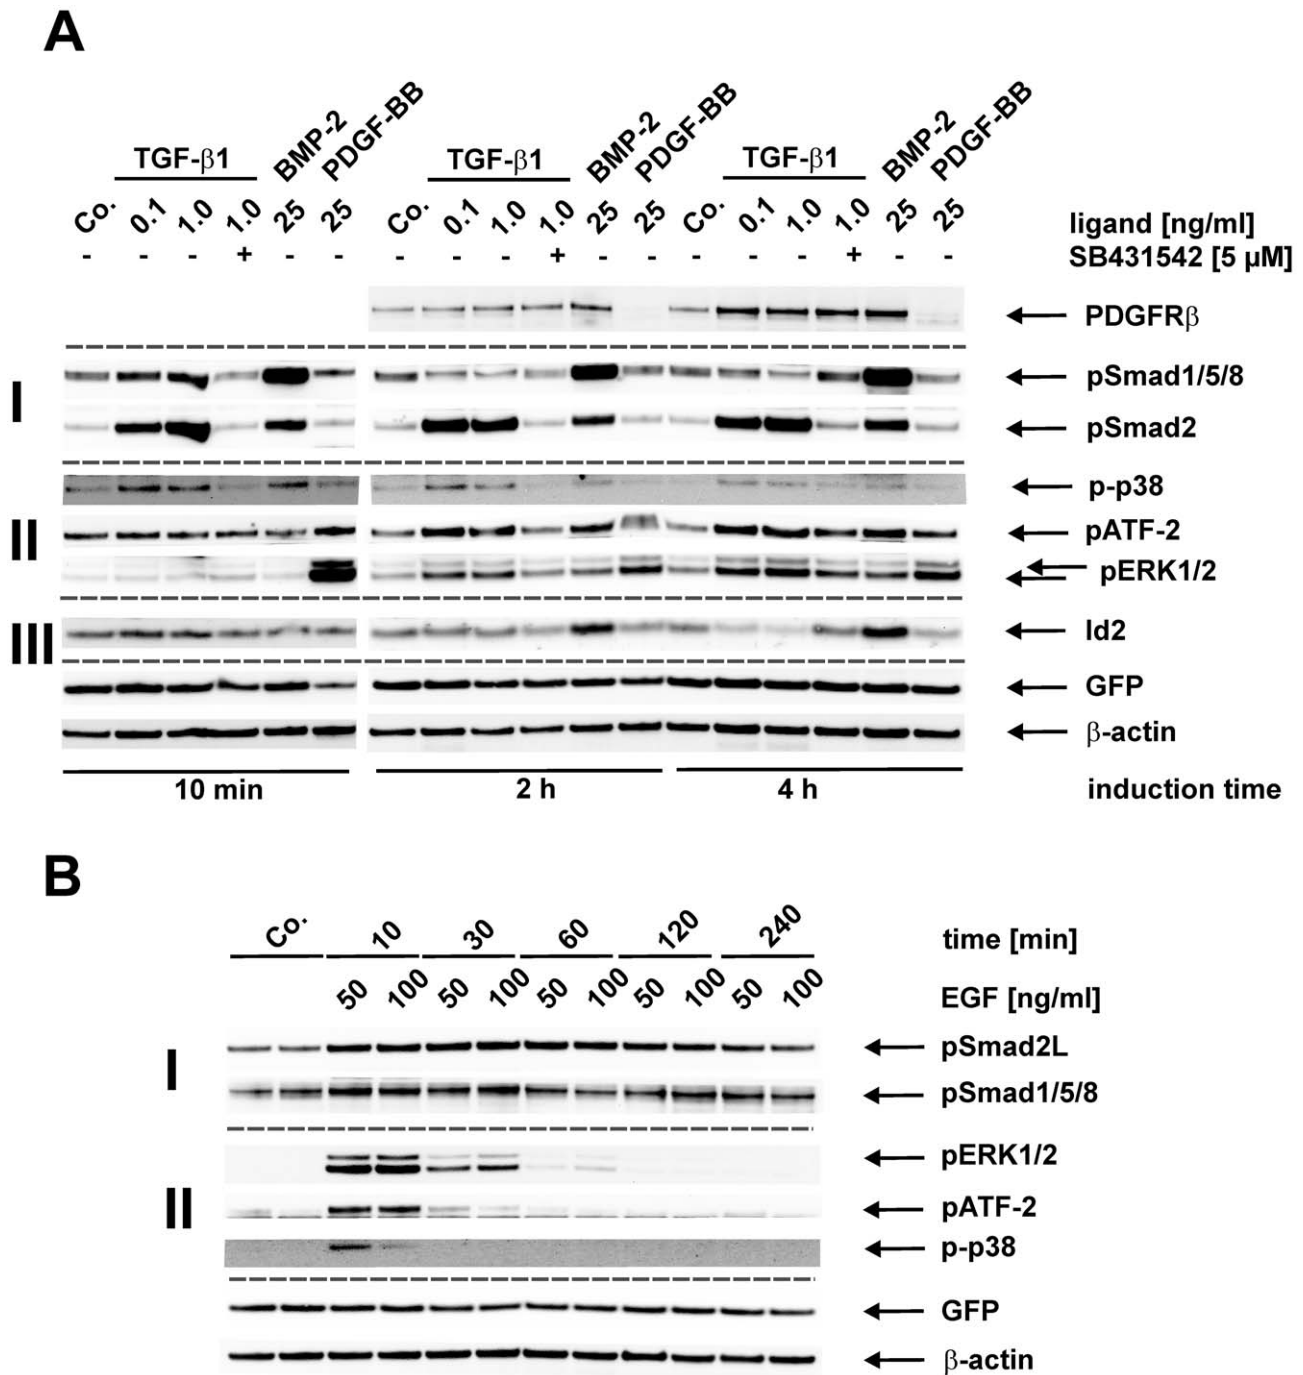 A
TGF-β1 BMP-2 PDGF-BB TGF-β1 BMP-2 PDGF-BB TGF-β1 BMP-2 PDGF-BB
Co. 0.1 1.0 1.0 25 25 Co. 0.1 1.0 1.0 25 25 Co. 0.1 1.0 1.0 25 25 ligand [ng/ml]
- - - + - - - - - + - - - - - + - - SB431542 [5 µM]
PDGFRβ
I pSmad1/5/8
pSmad2
p-p38
II pATF-2
pERK1/2
III Id2
GFP
β-actin
10 min 2 h 4 h induction time
B
Co. 10 30 60 120 240 time [min]
50 100 50 100 50 100 50 100 50 100 EGF [ng/ml]
I pSmad2L
pSmad1/5/8
pERK1/2
II pATF-2
p-p38
GFP
β-actin